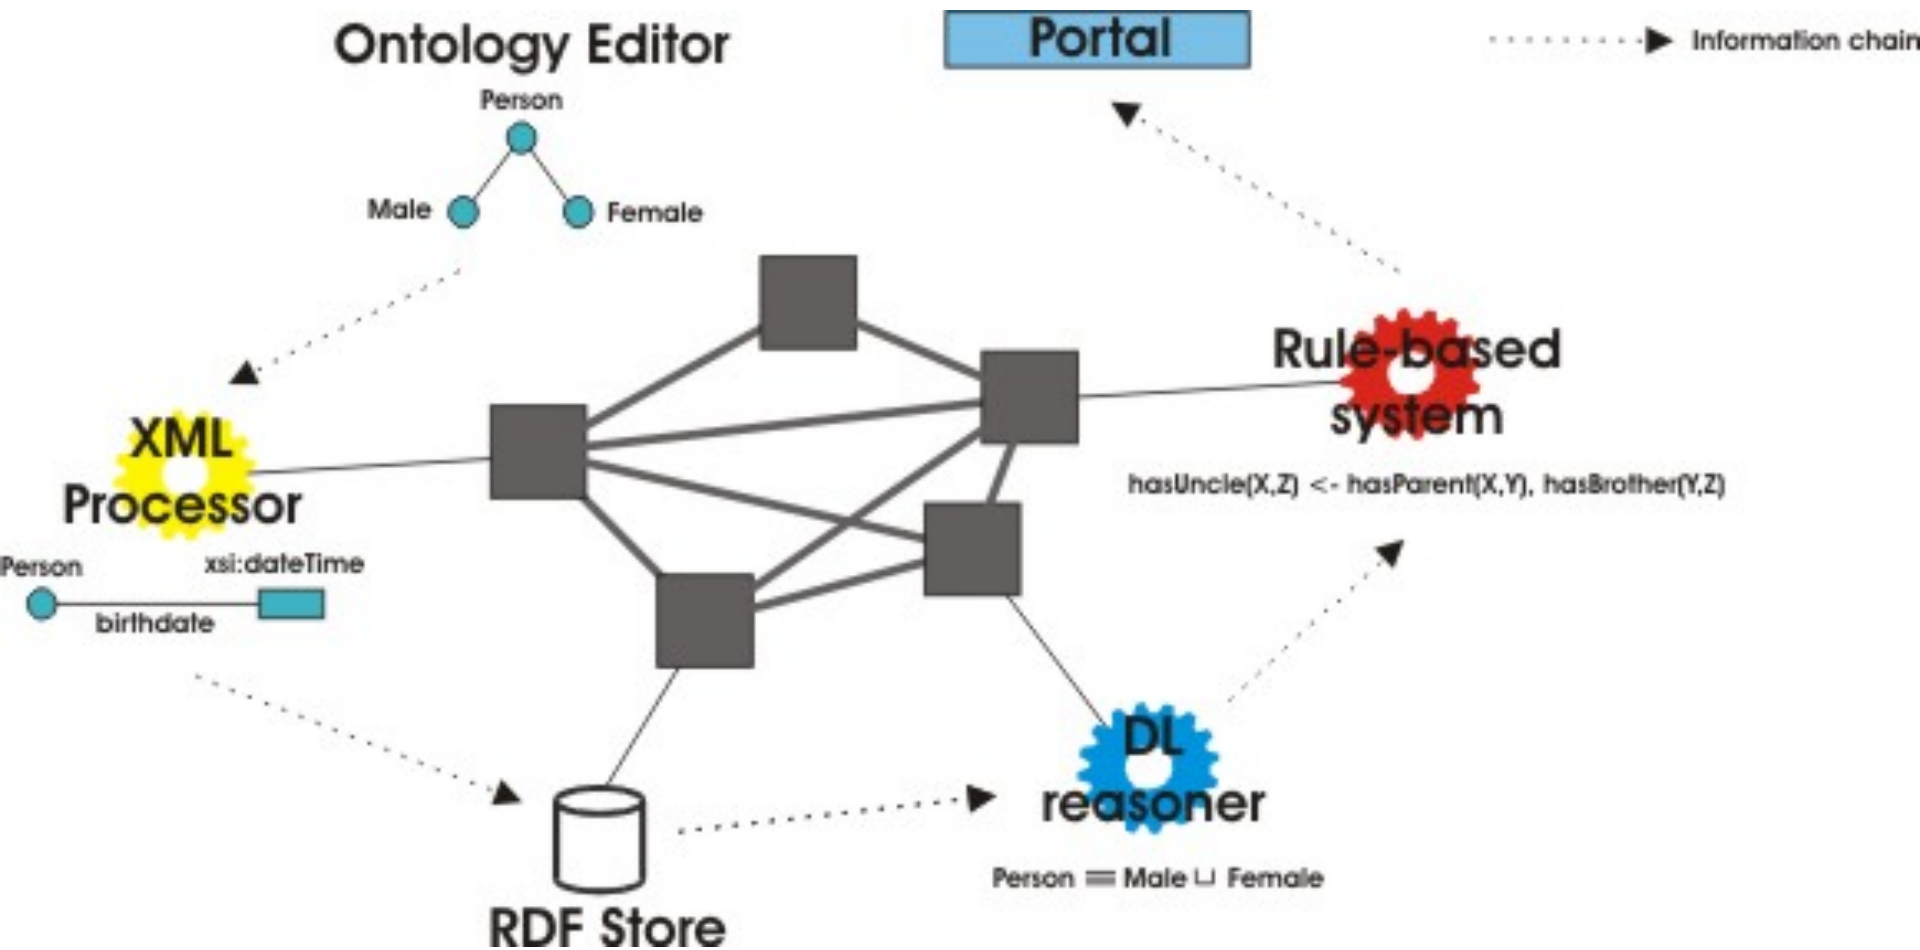 Ontology Editor
Person
Male
Female
Portal
Information chain
XML
Processor
Person
xsi:dateTime
birthdate
Rule-based
system
hasUncle(X,Z) <- hasParent(X,Y), hasBrother(Y,Z)
DL
reasoner
Person ≡ Male ⊔ Female
RDF Store